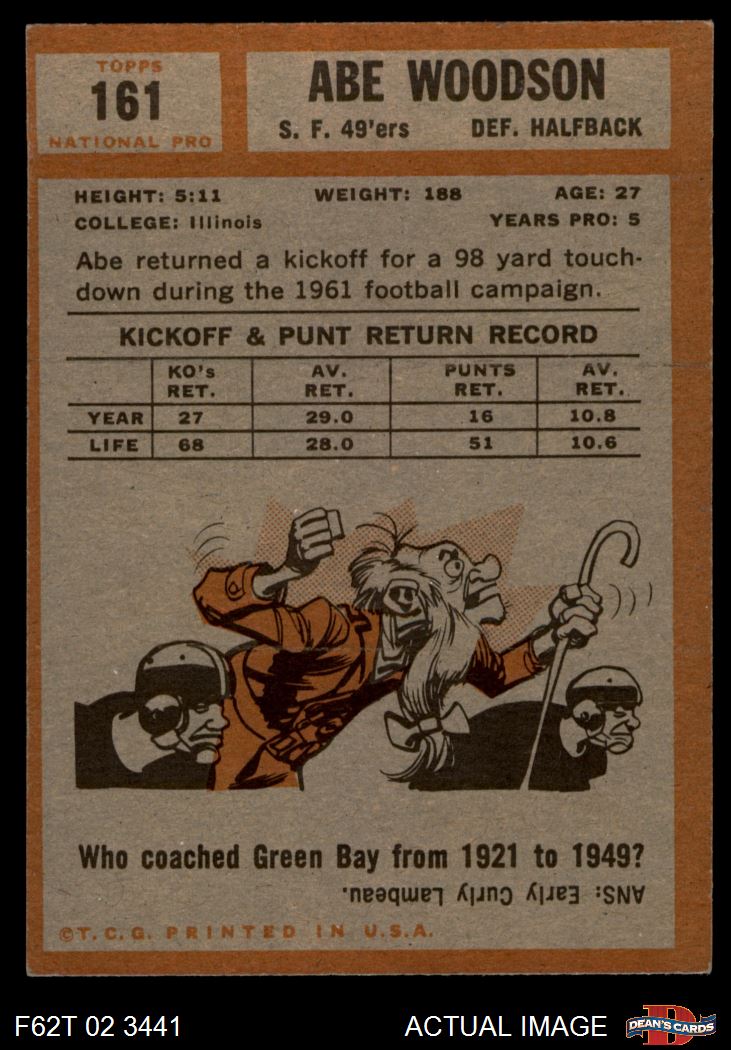 TOPPS
161
NATIONAL PRO
ABE WOODSON
S. F. 49'ers DEF. HALFBACK
HEIGHT: 5:11 WEIGHT: 188 AGE: 27
COLLEGE: Illinois YEARS PRO: 5
Abe returned a kickoff for a 98 yard touch-
down during the 1961 football campaign.
KICKOFF & PUNT RETURN RECORD
KO's AV. PUNTS AV.
RET. RET. RET. RET.
YEAR 27 29.0 16 10.8
LIFE 68 28.0 51 10.6
Who coached Green Bay from 1921 to 1949?
ANS: Early Curly Lambeau.
©T.C.G. PRINTED IN U.S.A.
F62T 02 3441 ACTUAL IMAGE D DEAN'S CARDS